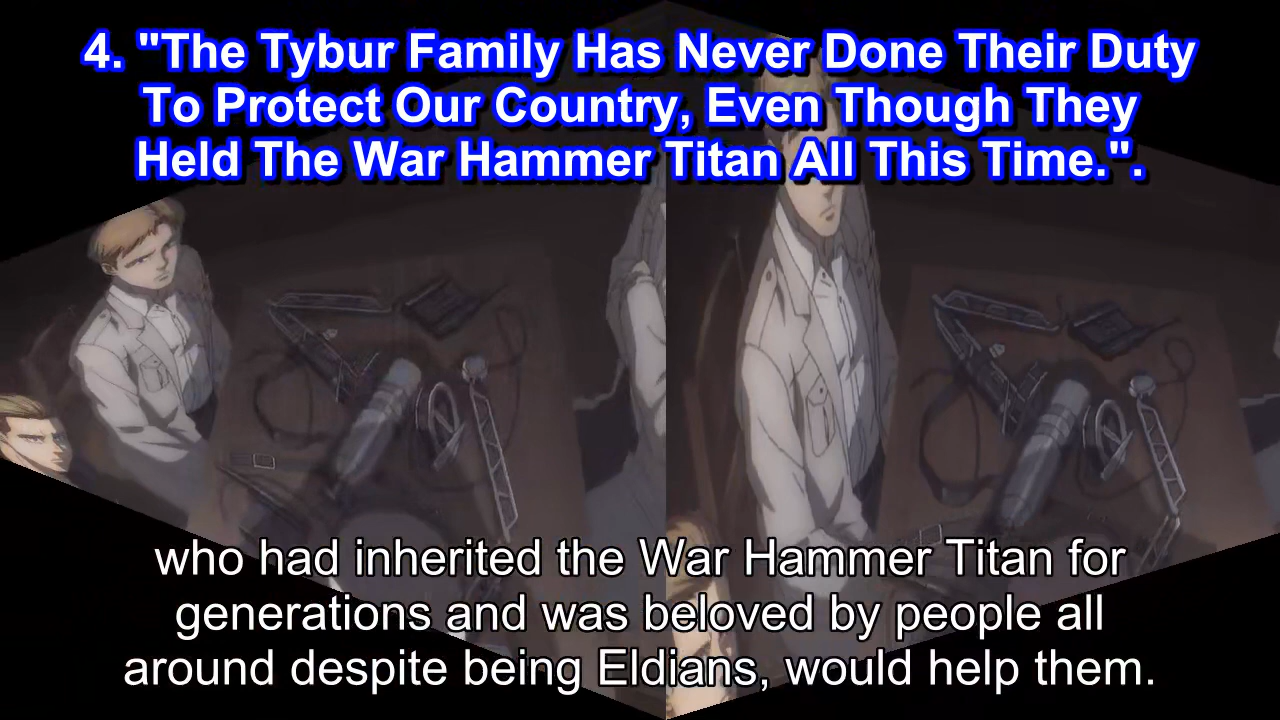 4. "The Tybur Family Has Never Done Their Duty
To Protect Our Country, Even Though They
Held The War Hammer Titan All This Time.".
who had inherited the War Hammer Titan for
generations and was beloved by people all
around despite being Eldians, would help them.